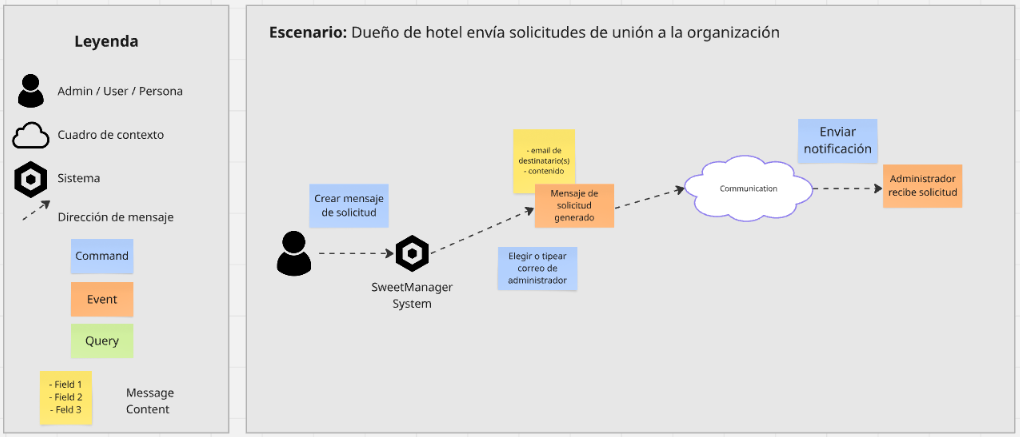 Leyenda
Admin / User / Persona
Cuadro de contexto
Sistema
Dirección de mensaje
Command
Event
Query
- Field 1
- Field 2
- Feld 3
Message
Content
Escenario: Dueño de hotel envía solicitudes de unión a la organización
Crear mensaje
de solicitud
SweetManager
System
- email de
destinatario(s)
- contenido
Mensaje de
solicitud
generado
Elegir o tipear
correo de
administrador
Communication
Enviar
notificación
Administrador
recibe solicitud